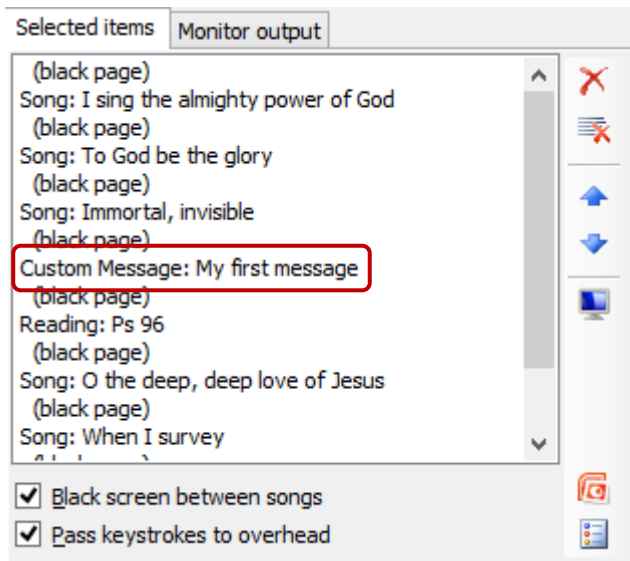 Selected items
Monitor output
(black page)
Song: I sing the almighty power of God
(black page)
Song: To God be the glory
(black page)
Song: Immortal, invisible
(black page)
Custom Message: My first message
(black page)
Reading: Ps 96
(black page)
Song: O the deep, deep love of Jesus
(black page)
Song: When I survey
Black screen between songs
Pass keystrokes to overhead